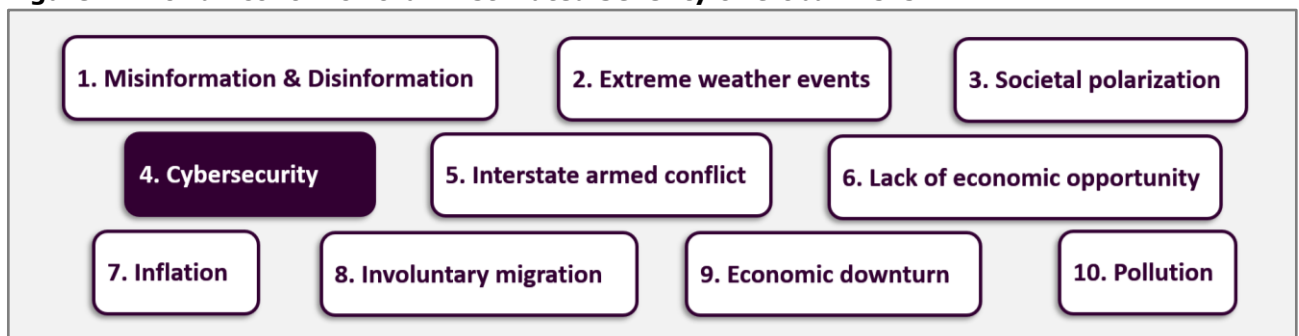 1. Misinformation & Disinformation
2. Extreme weather events
3. Societal polarization
4. Cybersecurity
5. Interstate armed conflict
6. Lack of economic opportunity
7. Inflation
8. Involuntary migration
9. Economic downturn
10. Pollution